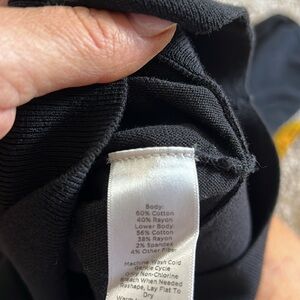 Body:
60% Cotton
40% Rayon
Lower Body:
56% Cotton
38% Rayon
2% Spandex
4% Other Fiber
Machine Wash Cold
Gentle Cycle
Only Non-Chlorine
Bleach When Needed
Reshape, Lay Flat To
Dry